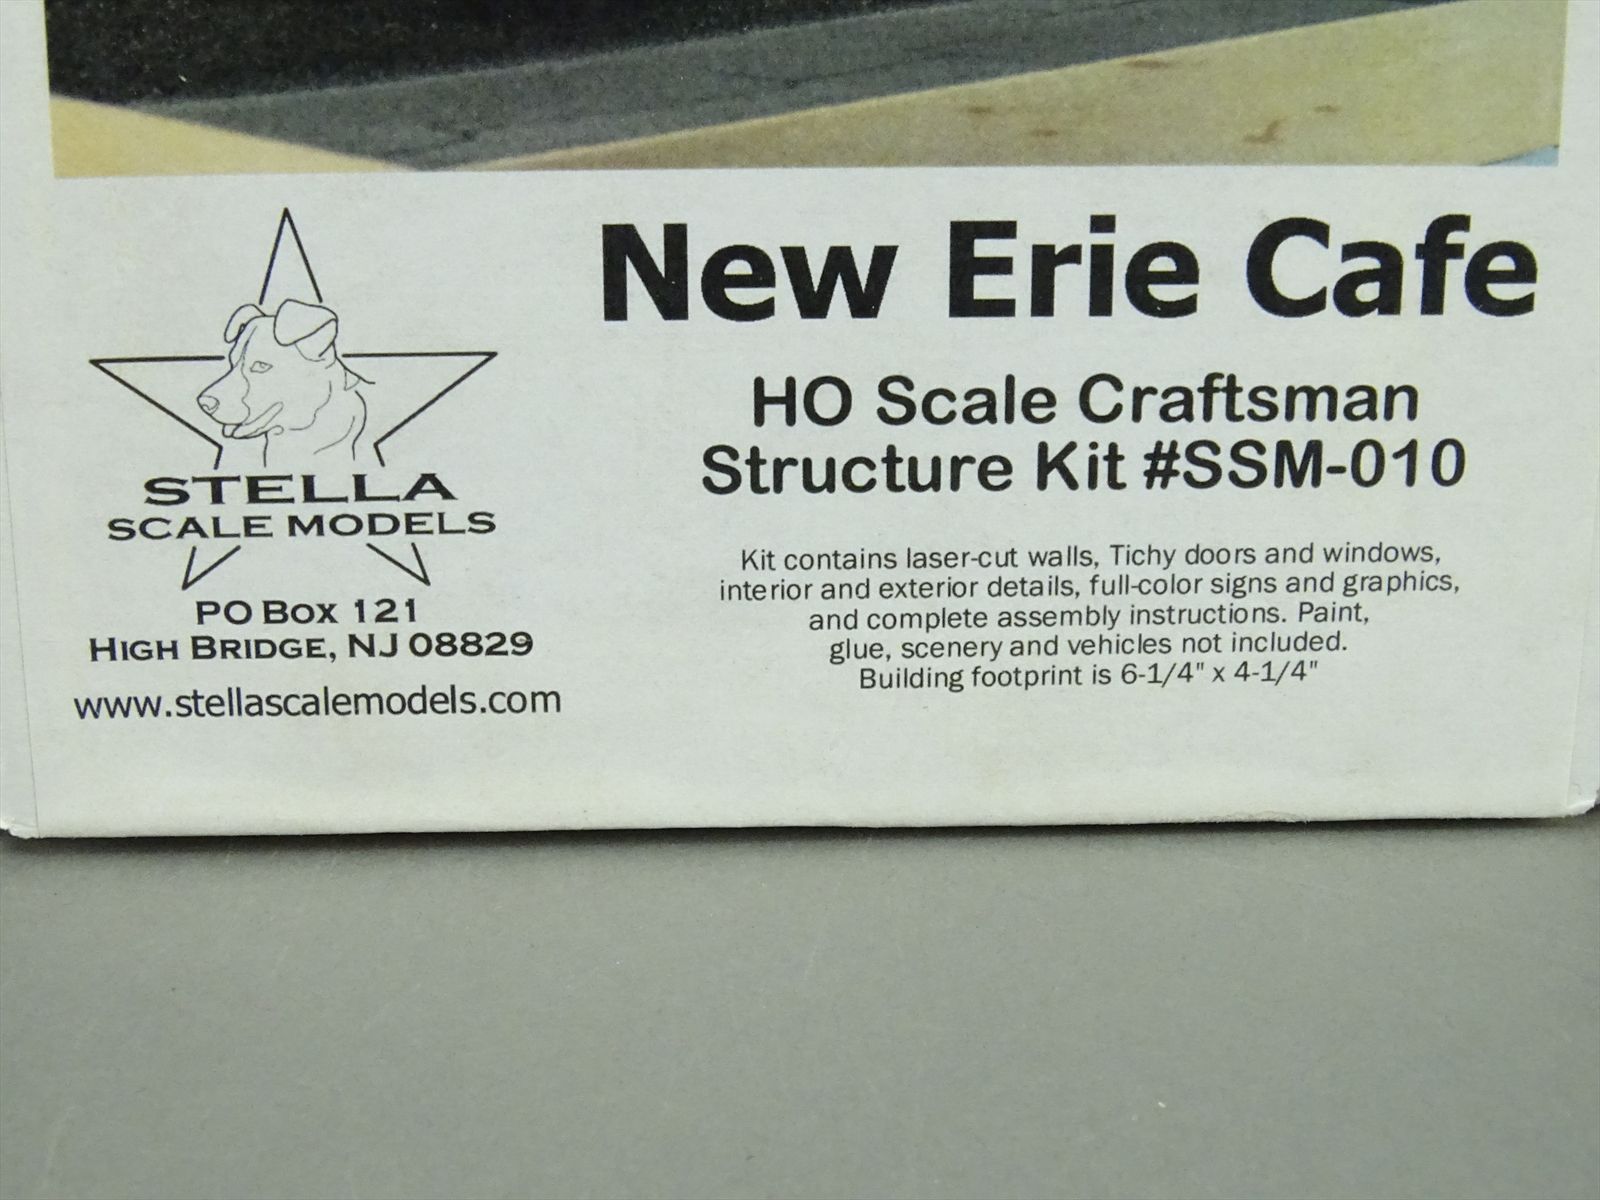 New Erie Cafe
HO Scale Craftsman
Structure Kit #SSM-010
Kit contains laser-cut walls, Tichy doors and windows,
interior and exterior details, full-color signs and graphics,
and complete assembly instructions. Paint,
glue, scenery and vehicles not included.
Building footprint is 6-1/4" x 4-1/4"
STELLA
SCALE MODELS
PO BOX 121
HIGH BRIDGE, NJ 08829
www.stellascalemodels.com